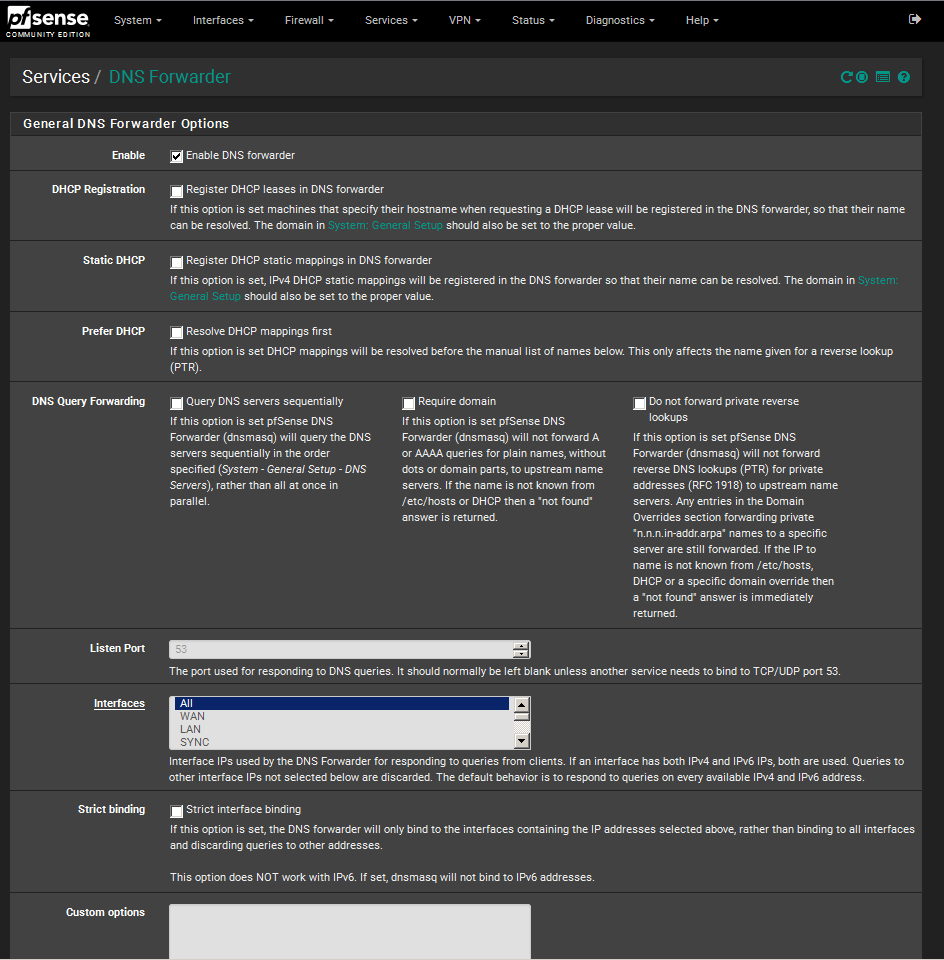 pfsense
COMMUNITY EDITION
System
Interfaces
Firewall
Services
VPN
Status
Diagnostics
Help
Services / DNS Forwarder
General DNS Forwarder Options
Enable
Enable DNS forwarder
DHCP Registration
Register DHCP leases in DNS forwarder
If this option is set machines that specify their hostname when requesting a DHCP lease will be registered in the DNS forwarder, so that their name
can be resolved. The domain in System: General Setup should also be set to the proper value.
Static DHCP
Register DHCP static mappings in DNS forwarder
If this option is set, IPv4 DHCP static mappings will be registered in the DNS forwarder so that their name can be resolved. The domain in System:
General Setup should also be set to the proper value.
Prefer DHCP
Resolve DHCP mappings first
If this option is set DHCP mappings will be resolved before the manual list of names below. This only affects the name given for a reverse lookup
(PTR).
DNS Query Forwarding
Query DNS servers sequentially
If this option is set pfSense DNS
Forwarder (dnsmasq) will query the DNS
servers sequentially in the order
specified (System - General Setup - DNS
Servers), rather than all at once in
parallel.
Require domain
If this option is set pfSense DNS
Forwarder (dnsmasq) will not forward A
or AAAA queries for plain names, without
dots or domain parts, to upstream name
servers. If the name is not known from
/etc/hosts or DHCP then a "not found"
answer is returned.
Do not forward private reverse
lookups
If this option is set pfSense DNS
Forwarder (dnsmasq) will not forward
reverse DNS lookups (PTR) for private
addresses (RFC 1918) to upstream name
servers. Any entries in the Domain
Overrides section forwarding private
"n.n.n.in-addr.arpa" names to a specific
server are still forwarded. If the IP to
name is not known from /etc/hosts,
DHCP or a specific domain override then
a "not found" answer is immediately
returned.
Listen Port
53
The port used for responding to DNS queries. It should normally be left blank unless another service needs to bind to TCP/UDP port 53.
Interfaces
All
WAN
LAN
SYNC
Interface IPs used by the DNS Forwarder for responding to queries from clients. If an interface has both IPv4 and IPv6 IPs, both are used. Queries to
other interface IPs not selected below are discarded. The default behavior is to respond to queries on every available IPv4 and IPv6 address.
Strict binding
Strict interface binding
If this option is set, the DNS forwarder will only bind to the interfaces containing the IP addresses selected above, rather than binding to all interfaces
and discarding queries to other addresses.
This option does NOT work with IPv6. If set, dnsmasq will not bind to IPv6 addresses.
Custom options